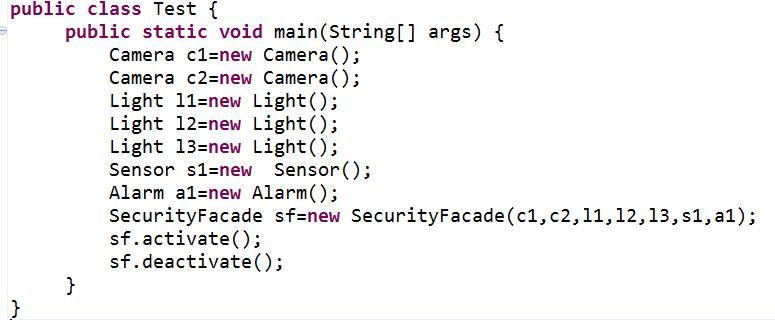 public class Test {
    public static void main(String[] args) {
        Camera c1=new Camera();
        Camera c2=new Camera();
        Light l1=new Light();
        Light l2=new Light();
        Light l3=new Light();
        Sensor s1=new  Sensor();
        Alarm a1=new Alarm();
        SecurityFacade sf=new SecurityFacade(c1,c2,l1,l2,l3,s1,a1);
        sf.activate();
        sf.deactivate();
    }
}